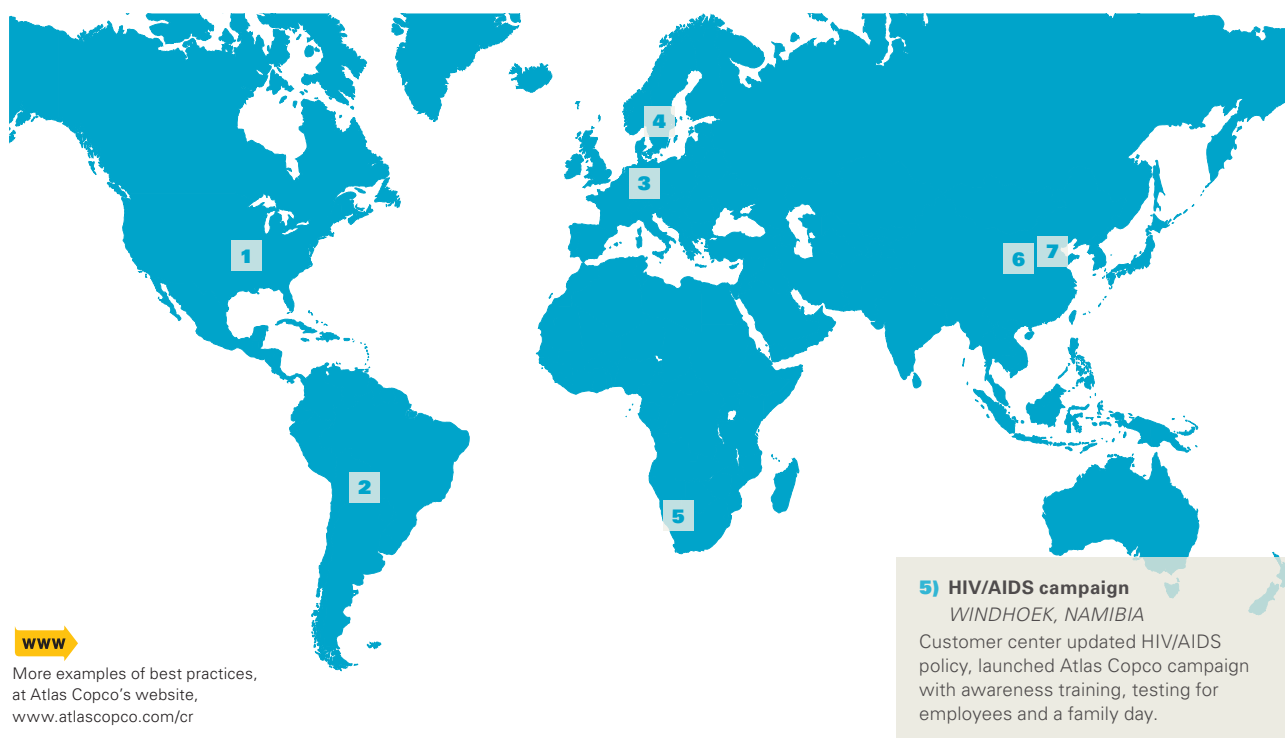 4
3
1
6
7
2
5
5) HIV/AIDS campaign
WINDHOEK, NAMIBIA
Customer center updated HIV/AIDS
policy, launched Atlas Copco campaign
with awareness training, testing for
employees and a family day.
WWW
More examples of best practices,
at Atlas Copco's website,
www.atlascopco.com/cr